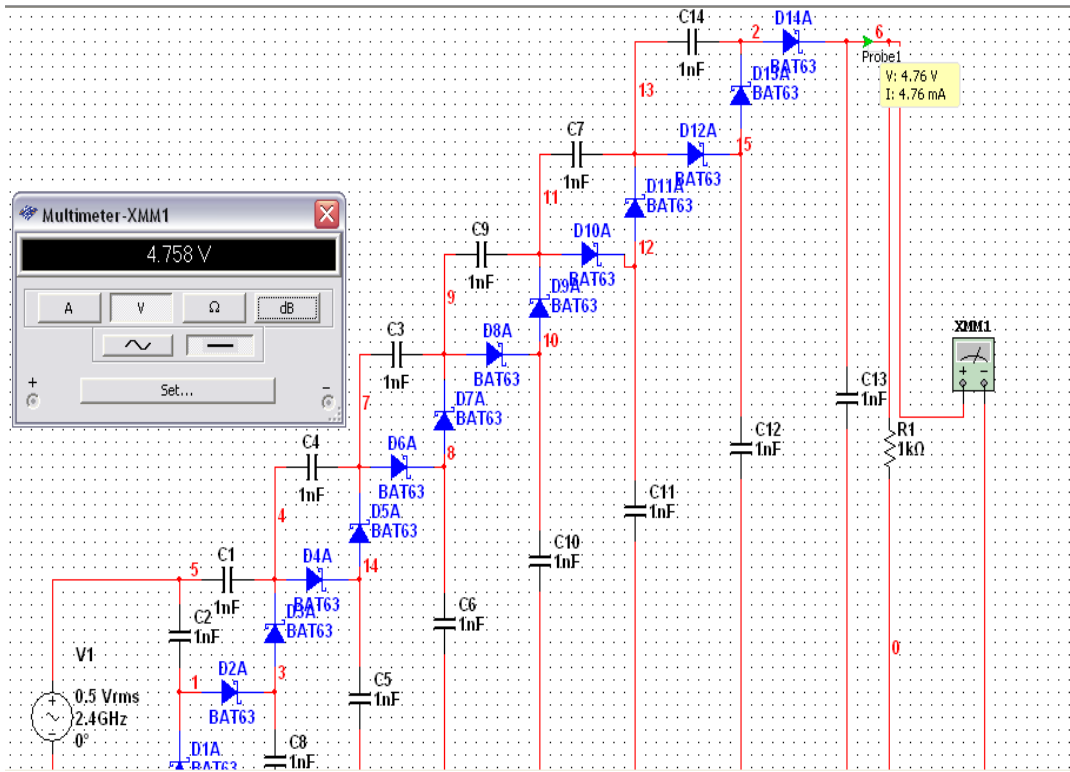 C14
1nF
2
D14A
BAT63
6
Probe1
V: 4.76 V
I: 4.76 mA
13
D13A
BAT63
C7
1nF
D12A
BAT63
15
11
D11A
BAT63
Multimeter-XMM1
4.758 V
A
V
Ω
dB
+
Set...
−
C9
1nF
D10A
BAT63
12
9
D9A
BAT63
C3
1nF
D8A
BAT63
10
XMM1
+ −
7
D7A
BAT63
C13
1nF
C4
1nF
D6A
BAT63
8
C12
1nF
R1
1kΩ
4
D5A
BAT63
C11
1nF
C1
1nF
5
D4A
BAT63
14
C10
1nF
C2
1nF
D3A
BAT63
C6
1nF
0
V1
0.5 Vrms
2.4GHz
0°
1
D2A
BAT63
3
C5
1nF
D1A
BAT63
C8
1nF